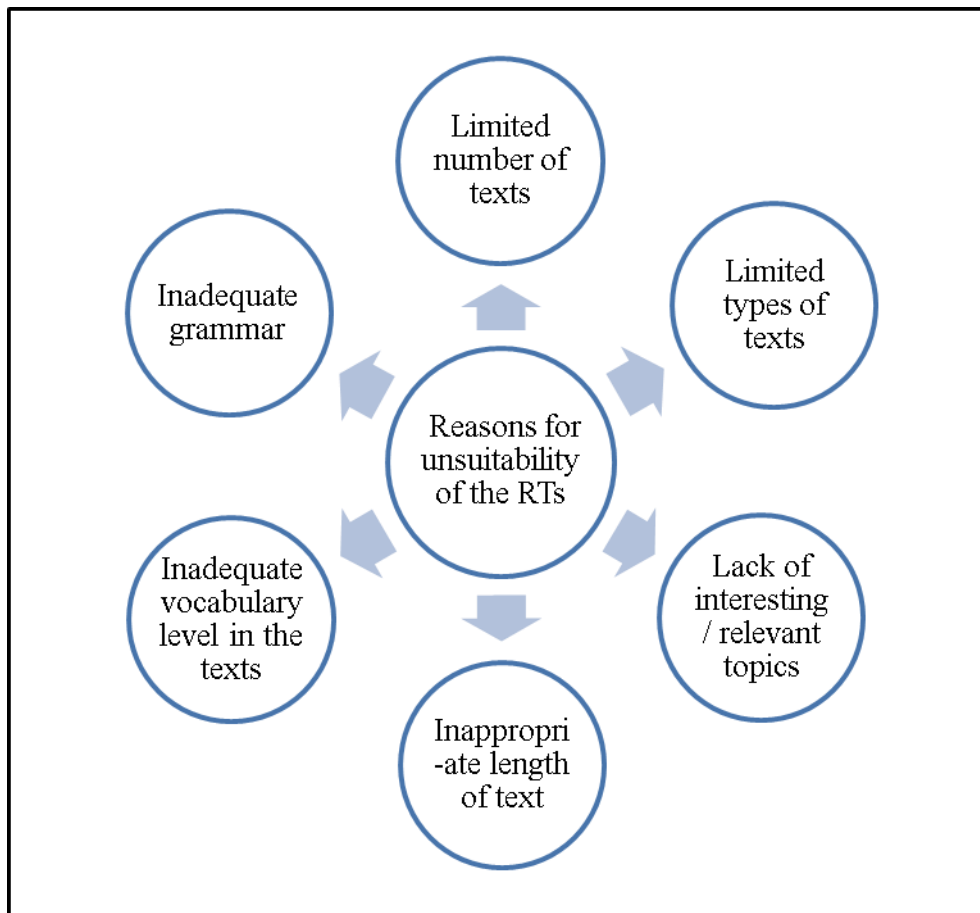 Limited
number of
texts
Limited
types of
texts
Lack of
interesting
/ relevant
topics
Inappropri
-ate length
of text
Inadequate
vocabulary
level in the
texts
Inadequate
grammar
Reasons for
unsuitability
of the RTs